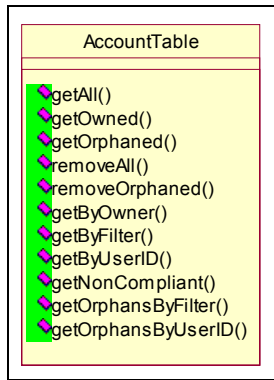 AccountTable
getAll()
getOwned()
getOrphaned()
removeAll()
removeOrphaned()
getByOwner()
getByFilter()
getByUserID()
getNonCompliant()
getOrphansByFilter()
getOrphansByUserID()